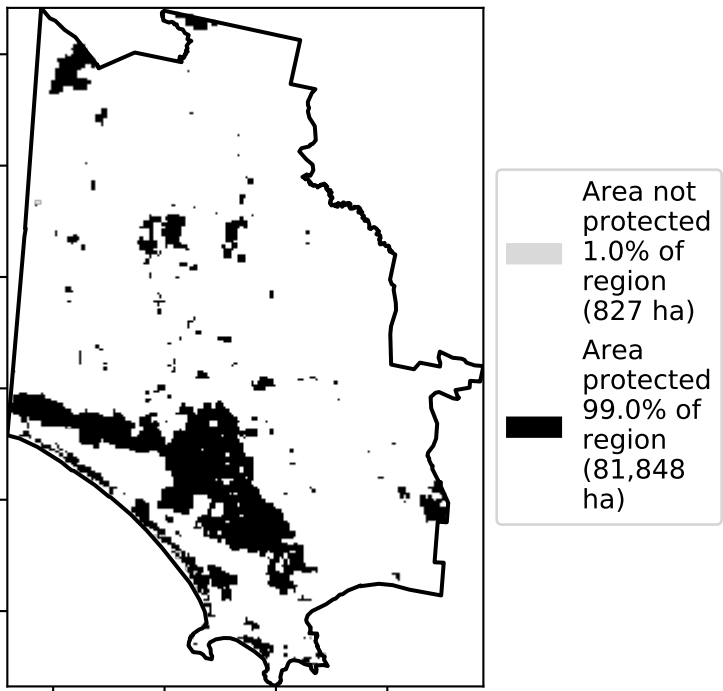 Area not
protected
1.0% of
region
(827 ha)
Area
protected
99.0% of
region
(81,848
ha)